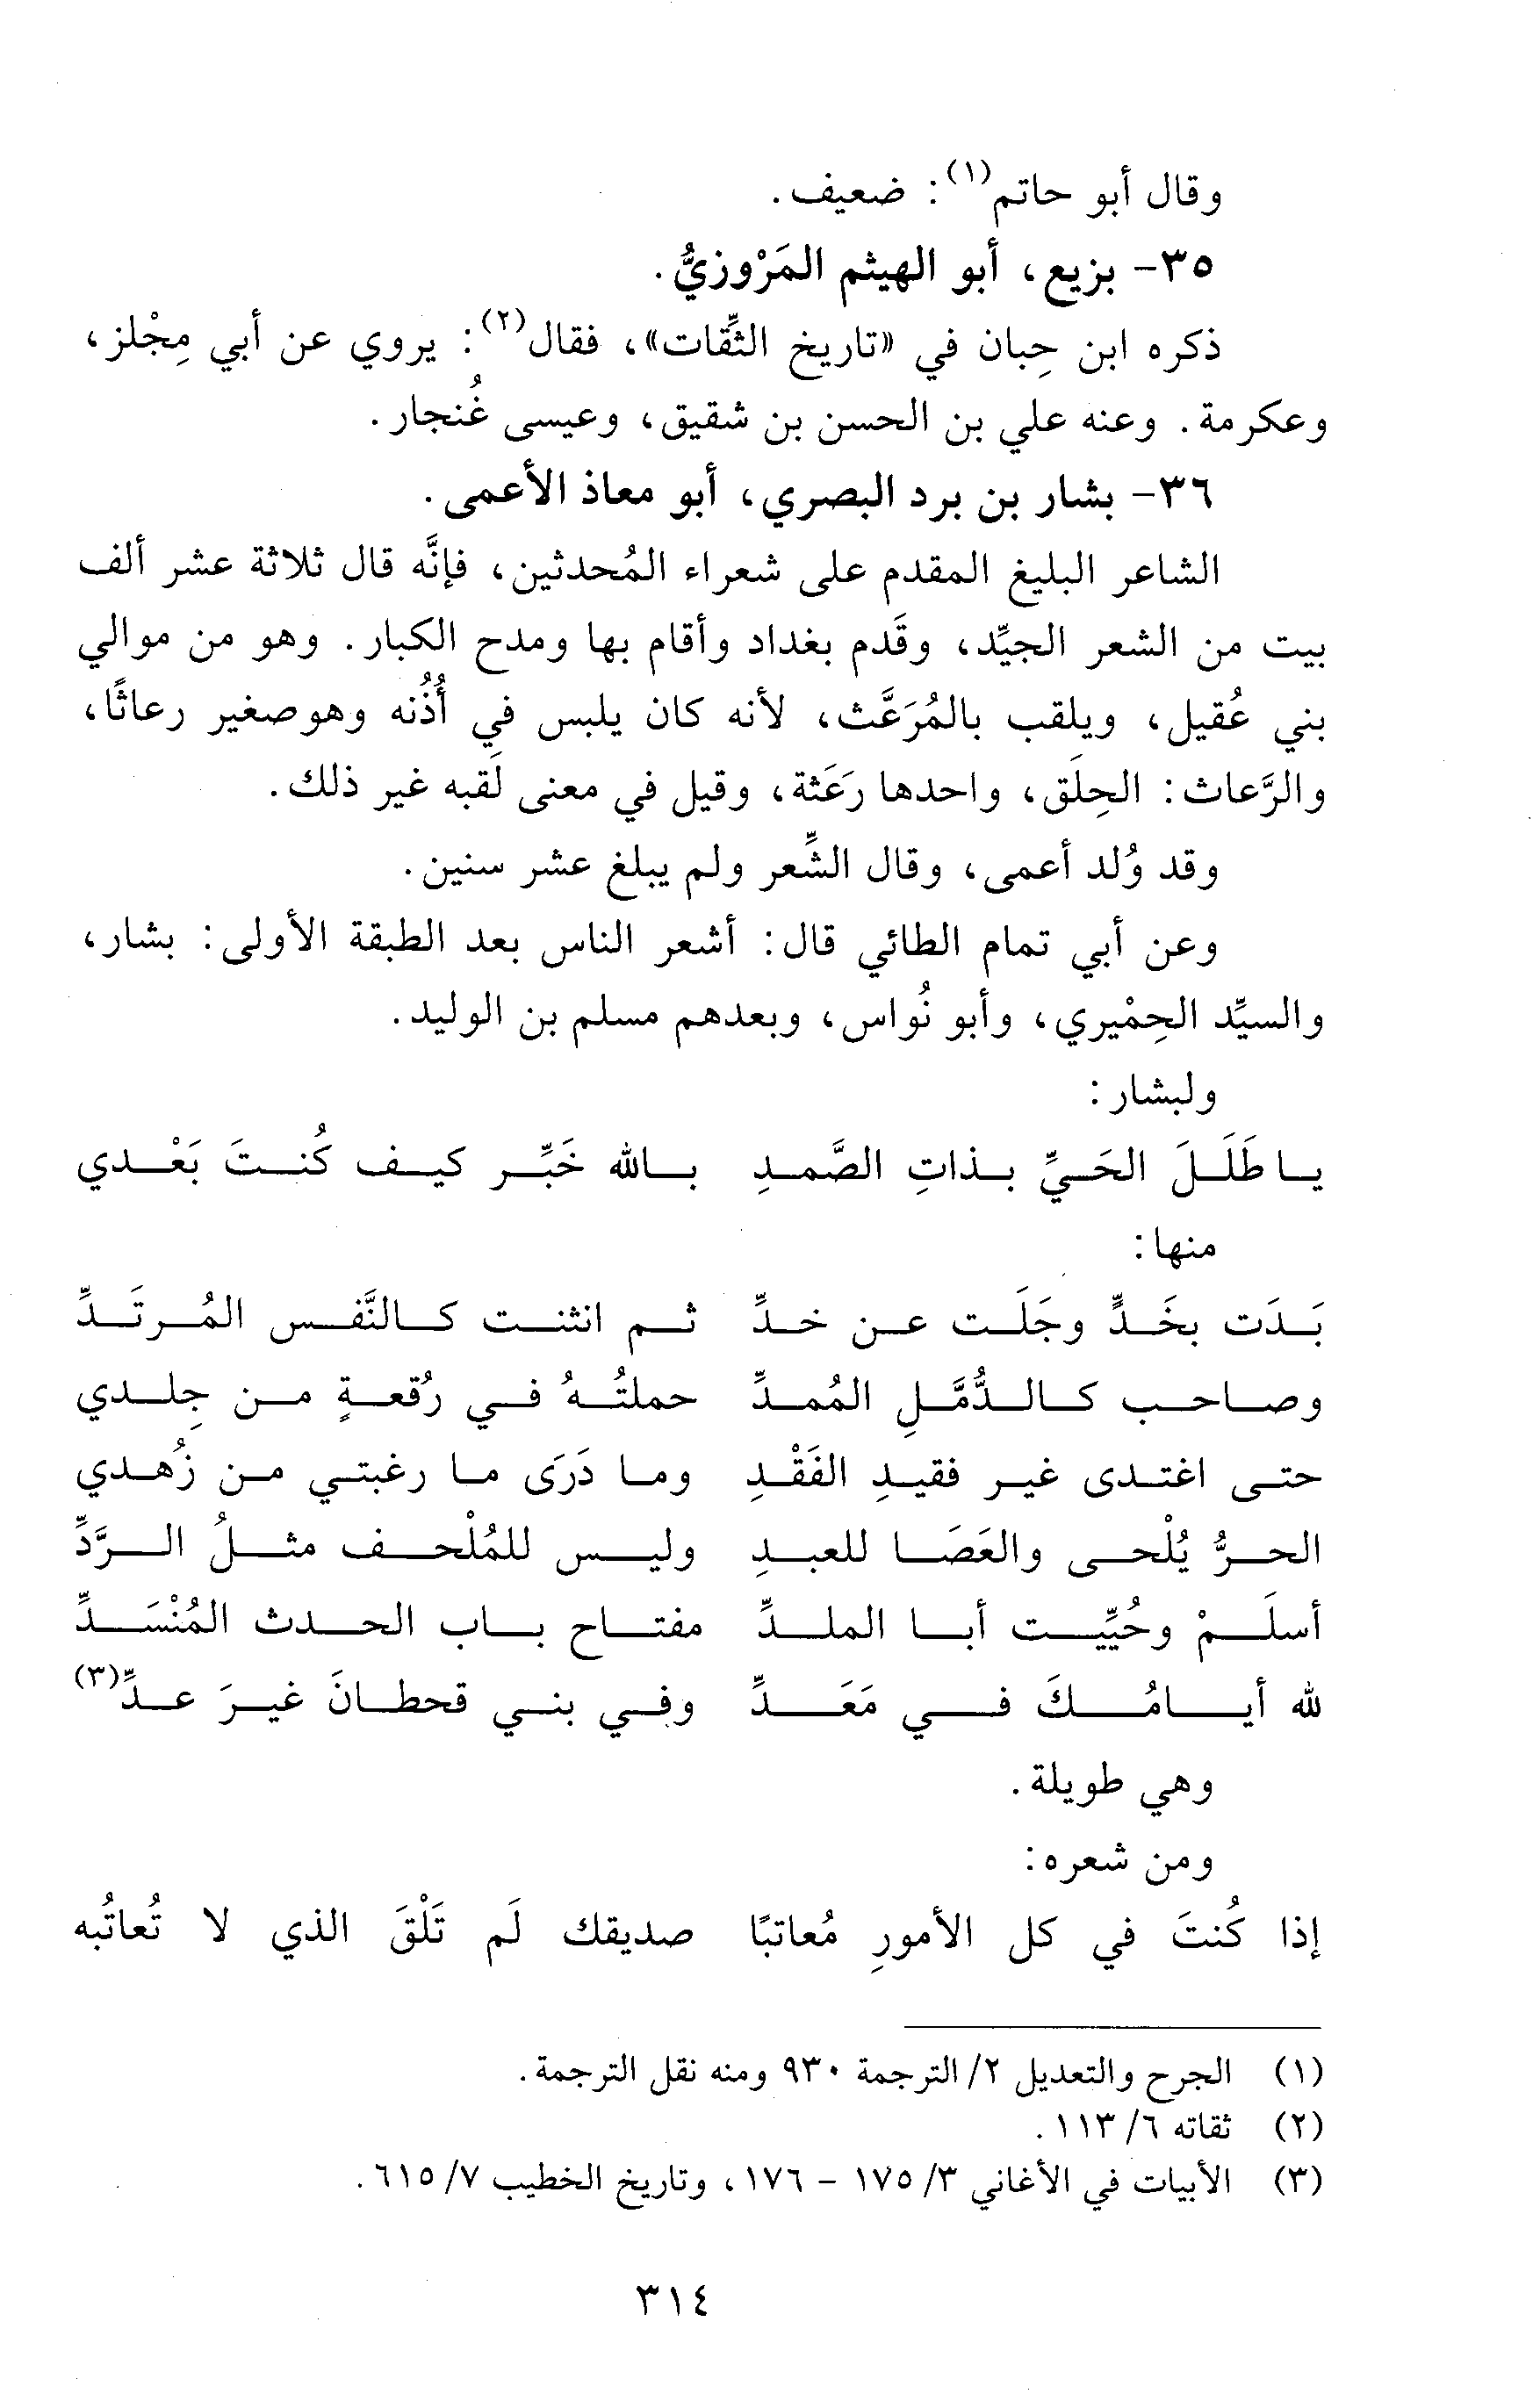 وقال أبو حاتم(١): ضعيف.
٣٥- بزيع، أبو الهيثم المَرْوزيُّ.
ذكره ابن حِبان في «تاريخ الثِّقات»، فقال(٢): يروي عن أبي مِجْلز،
وعكرمة. وعنه علي بن الحسن بن شقيق، وعيسى غُنجار.
٣٦- بشار بن برد البصري، أبو معاذ الأعمى.
الشاعر البليغ المقدم على شعراء المُحدثين، فإنَّه قال ثلاثة عشر ألف
بيت من الشعر الجيِّد، وقَدم بغداد وأقام بها ومدح الكبار. وهو من موالي
بني عُقيل، ويلقب بالمُرَعَّث، لأنه كان يلبس في أُذُنه وهوصغير رعاثًا،
والرَّعاث: الحِلَق، واحدها رَعَثة، وقيل في معنى لَقبه غير ذلك.
وقد وُلد أعمى، وقال الشِّعر ولم يبلغ عشر سنين.
وعن أبي تمام الطائي قال: أشعر الناس بعد الطبقة الأولى: بشار،
والسيِّد الحِمْيري، وأبو نُواس، وبعدهم مسلم بن الوليد.
ولبشار:
يا طَلَلَ الحَيِّ بذاتِ الصَّمدِ بالله خَبِّر كيف كُنتَ بَعْدي
منها:
بَدَت بخَدٍّ وجَلَت عن خدِّ ثم انثنت كالنَّفس المُرتَدِّ
وصاحب كالدُّمَّلِ المُمدِّ حملتُهُ في رُقعةٍ من جِلدي
حتى اغتدى غير فقيدِ الفَقْدِ وما دَرَى ما رغبتي من زُهدي
الحرُّ يُلْحى والعَصَا للعبدِ وليس للمُلْحف مثلُ الرَّدِّ
أسلَمْ وحُيِّيت أبا الملدِّ مفتاح باب الحدث المُنْسَدِّ
لله أيامُكَ في مَعَدِّ وفي بني قحطانَ غيرَ عدِّ(٣)
وهي طويلة.
ومن شعره:
إذا كُنتَ في كل الأمورِ مُعاتبًا صديقك لَم تَلْقَ الذي لا تُعاتُبه
(١) الجرح والتعديل ٢/ الترجمة ٩٣٠ ومنه نقل الترجمة.
(٢) ثقاته ٦/ ١١٣.
(٣) الأبيات في الأغاني ٣/ ١٧٥ - ١٧٦، وتاريخ الخطيب ٧/ ٦١٥.
٣١٤